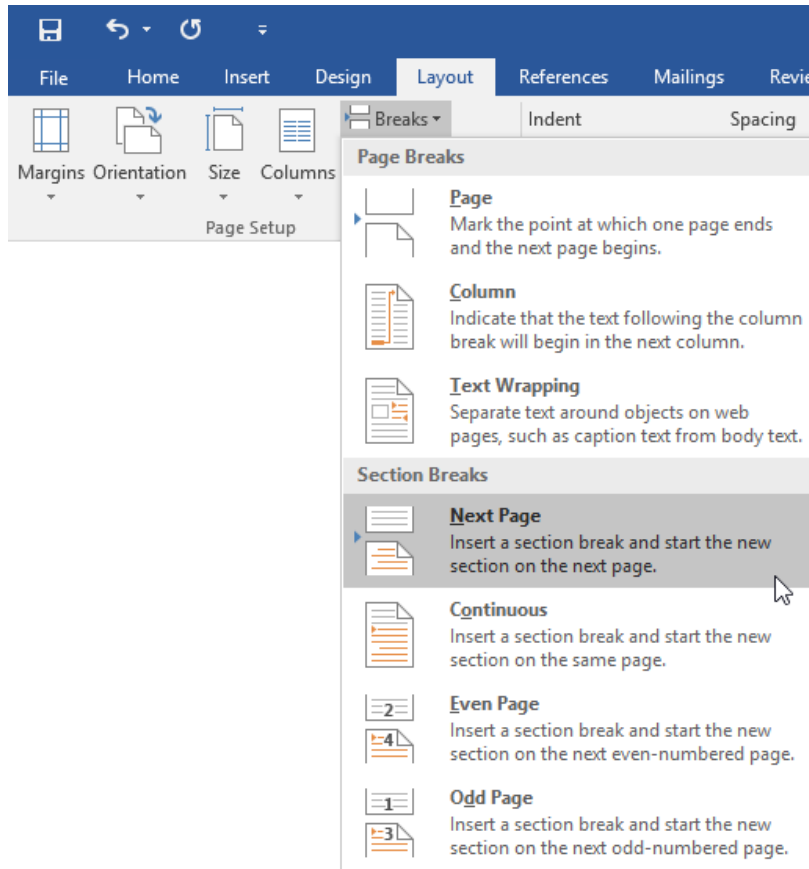 File Home Insert Design Layout References Mailings
Breaks Indent Spacing
Margins Orientation Size Columns
Page Setup
Page Breaks
Page
Mark the point at which one page ends
and the next page begins.
Column
Indicate that the text following the column
break will begin in the next column.
Text Wrapping
Separate text around objects on web
pages, such as caption text from body text.
Section Breaks
Next Page
Insert a section break and start the new
section on the next page.
Continuous
Insert a section break and start the new
section on the same page.
2
4
Even Page
Insert a section break and start the new
section on the next even-numbered page.
1
3
Odd Page
Insert a section break and start the new
section on the next odd-numbered page.